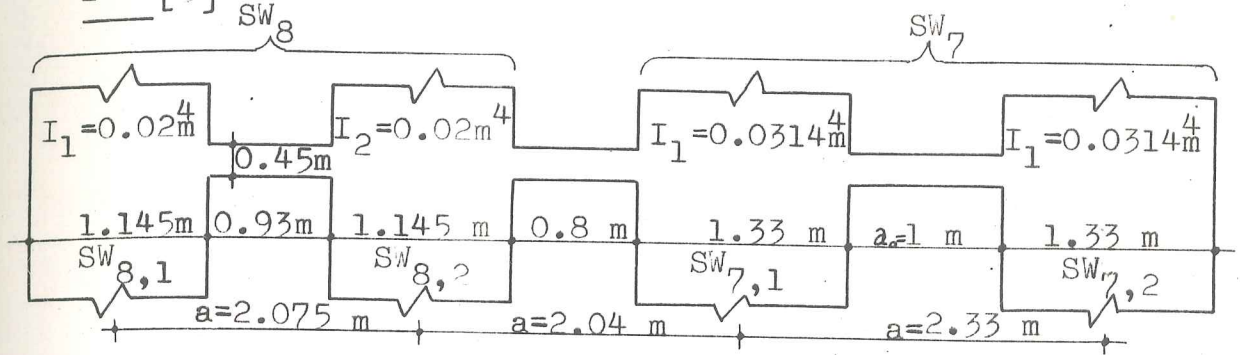 SW8
SW7
I1=0.02m4
I2=0.02m4
I1=0.0314m4
I1=0.0314m4
0.45m
1.145m
0.93m
1.145 m
0.8 m
1.33 m
a0=1 m
1.33 m
SW8,1
SW8,2
SW7,1
SW7,2
a=2.075 m
a=2.04 m
a=2.33 m